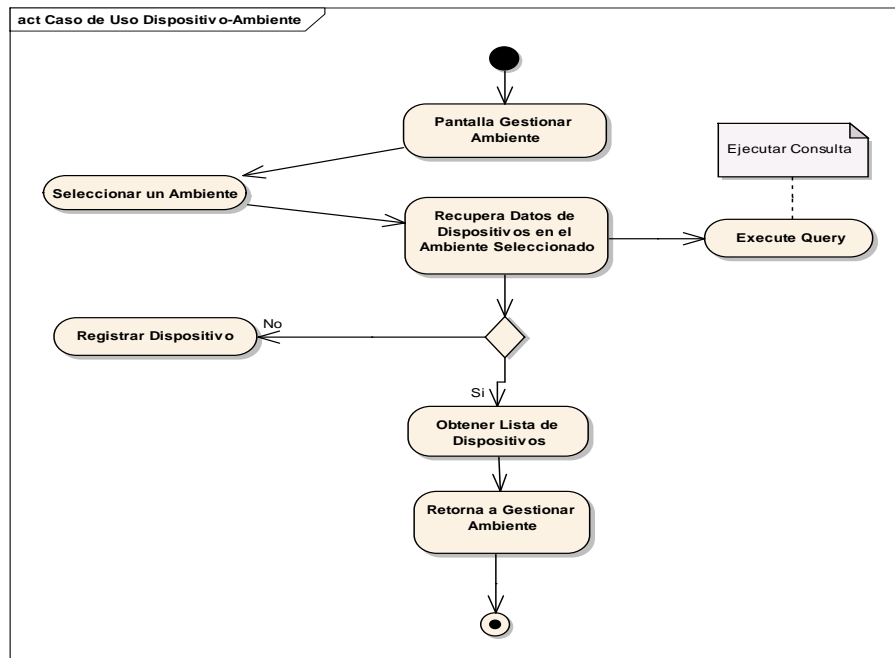 act Caso de Uso Dispositivo-Ambiente
Pantalla Gestionar
Ambiente
Ejecutar Consulta
Seleccionar un Ambiente
Recupera Datos de
Dispositivos en el
Ambiente Seleccionado
Execute Query
Registrar Dispositivo
No
Si
Obtener Lista de
Dispositivos
Retorna a Gestionar
Ambiente